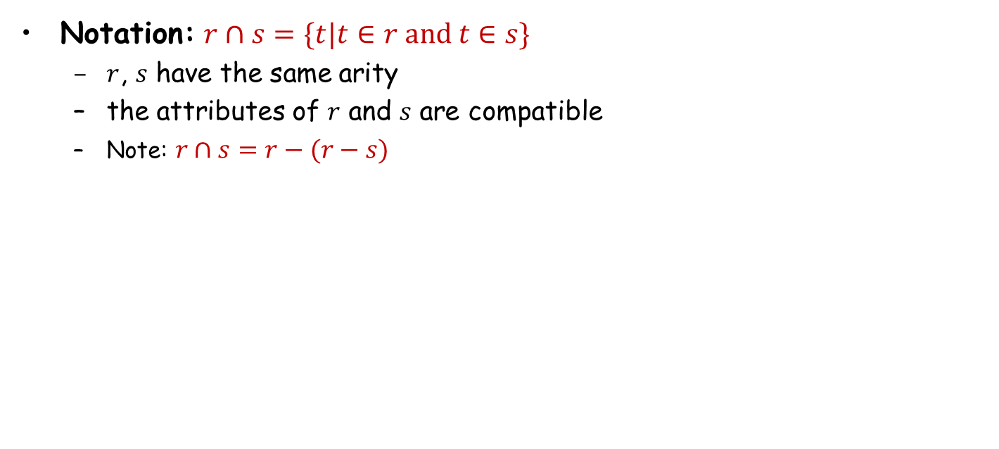 • Notation: r ∩ s = {t|t ∈ r and t ∈ s}
– r, s have the same arity
– the attributes of r and s are compatible
– Note: r ∩ s = r − (r − s)